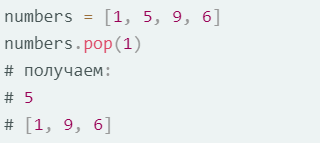 numbers = [1, 5, 9, 6]
numbers.pop(1)
# получаем:
# 5
# [1, 9, 6]